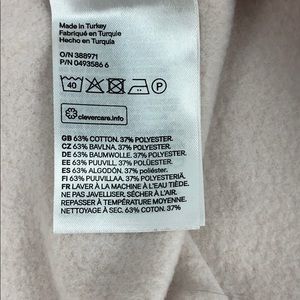 Made in Turkey
Fabriqué en Turquie
Hecho en Turquía
O/N 388971
P/N 0493586 6
40
P
clevercare.info
GB 63% COTTON. 37% POLYESTER.
CZ 63% BAVLNA. 37% POLYESTER.
DE 63% BAUMWOLLE. 37% POLYESTER.
EE 63% PUUVILL. 37% POLÜESTER.
ES 63% ALGODÓN. 37% poliéster.
FI 63% PUUVILLAA. 37% POLYESTERIÄ.
FR LAVER À LA MACHINE À L'EAU TIÈDE.
NE PAS JAVELLISER. SÉCHER À L'AIR.
REPASSER À TEMPÉRATURE MOYENNE.
NETTOYAGE À SEC. 63% COTON. 37%